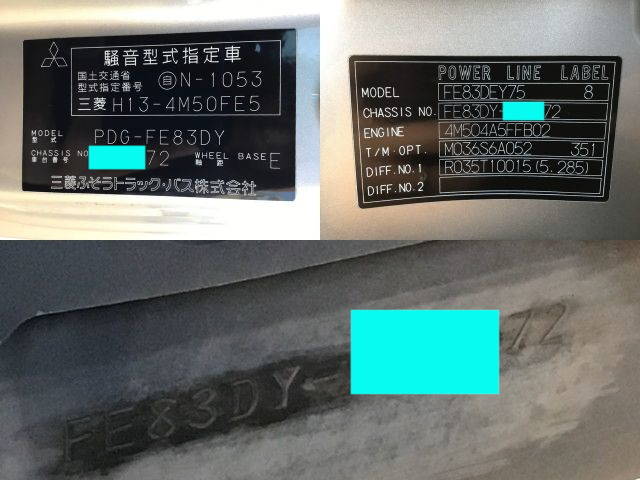 騒音型式指定車
国土交通省
型式指定番号 自N-1053
三菱 H13-4M50FE5
MODEL
型式 PDG-FE83DY
CHASSIS NO
車台番号 72 WHEEL BASE
軸距 E
三菱ふそうトラック・バス株式会社
POWER LINE LABEL
MODEL FE83DEY75 8
CHASSIS NO. FE83DY- 72
ENGINE 4M504A5FFB02
T/M.OPT. M036S6A052 351
DIFF.NO.1 R035T10015(5.285)
DIFF.NO.2
FE83DY- 72